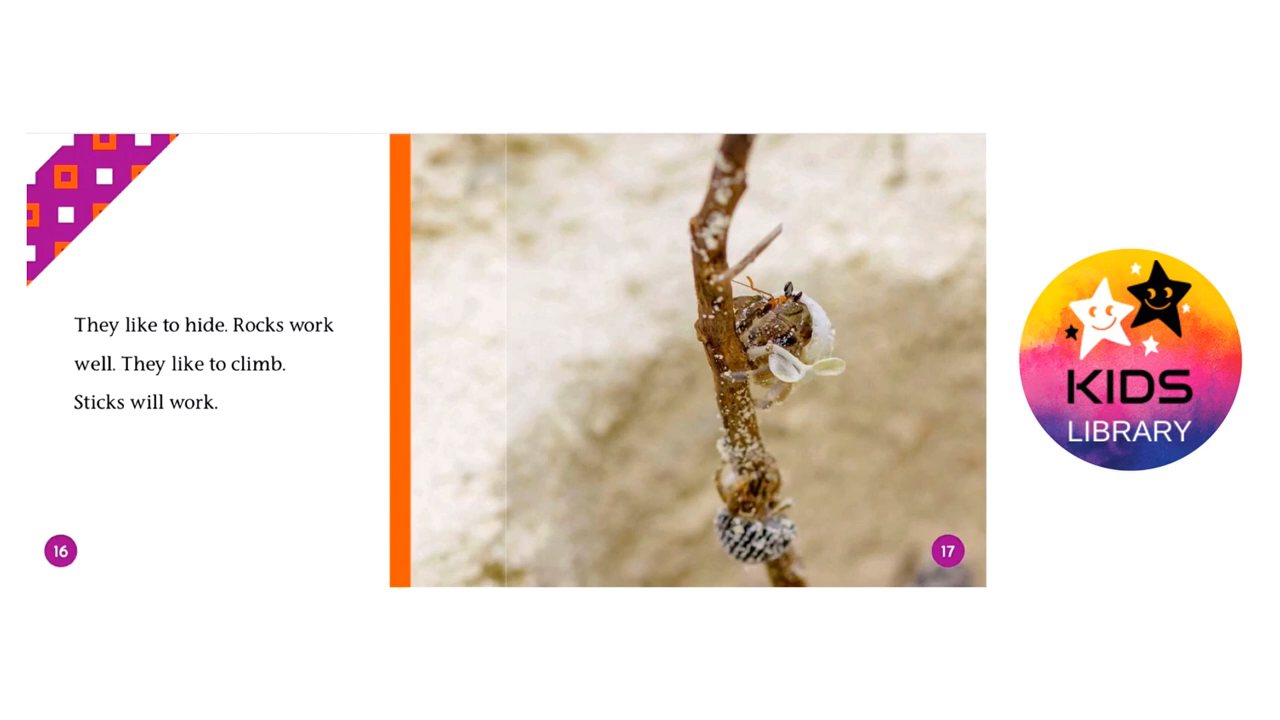 They like to hide. Rocks work
well. They like to climb.
Sticks will work.
16
17
KIDS
LIBRARY